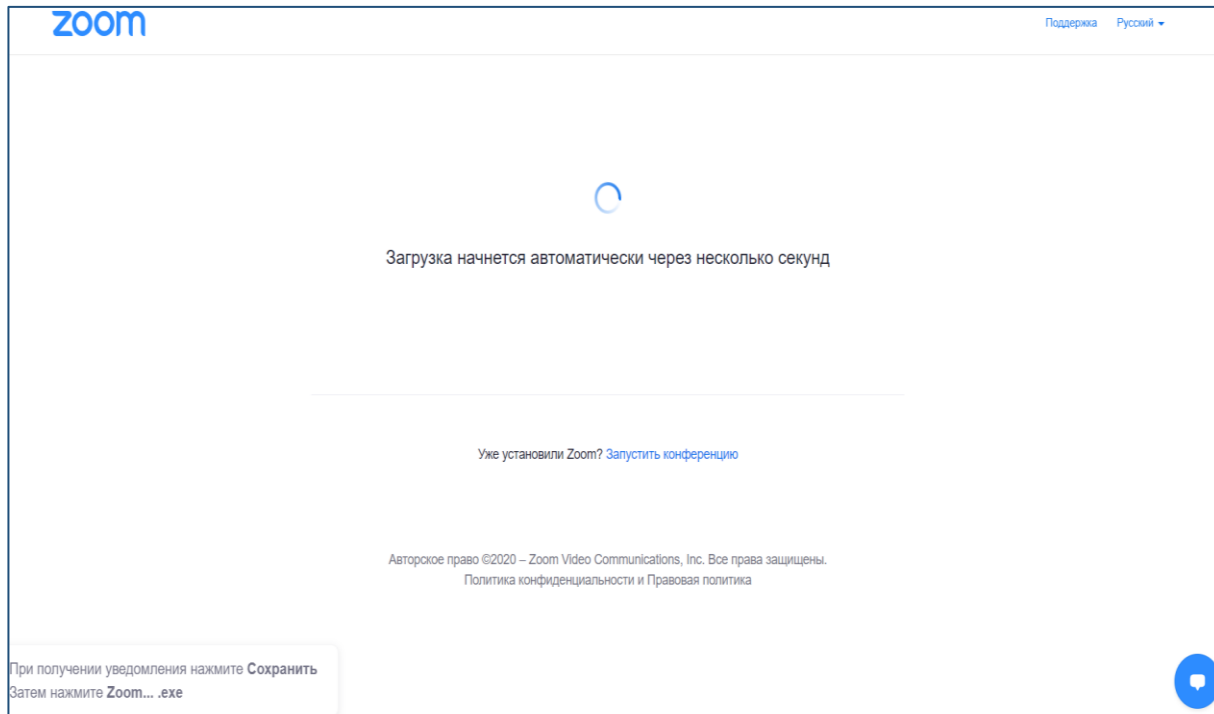 zoom
Поддержка Русский
Загрузка начнется автоматически через несколько секунд
Уже установили Zoom? Запустить конференцию
Авторское право ©2020 – Zoom Video Communications, Inc. Все права защищены.
Политика конфиденциальности и Правовая политика
При получении уведомления нажмите Сохранить
Затем нажмите Zoom... .exe